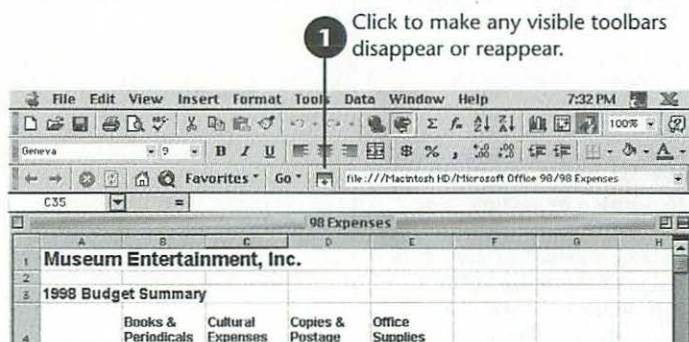 Click to make any visible toolbars
1
disappear or reappear.
File Edit View Insert Format Tools Data Window Help 7:32 PM
100%
Geneva 9 B I U $ % ,
Favorites Go file:///Macintosh HD/Microsoft Office 98/98 Expenses
C35 =
98 Expenses
A B C D E F G H
1 Museum Entertainment, Inc.
2
3 1998 Budget Summary
Books & Cultural Copies & Office
4 Periodicals Expenses Postage Supplies